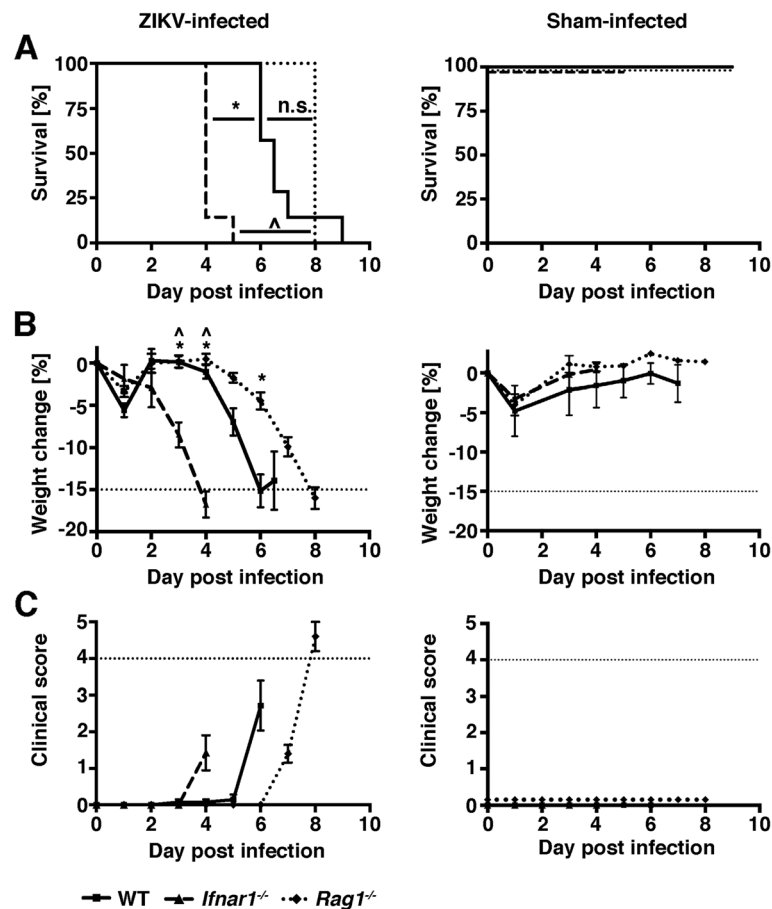 ZIKV-infected
Sham-infected
A
Survival [%]
100
75
50
25
0
*
n.s.
^
0 2 4 6 8 10
Day post infection
Survival [%]
100
75
50
25
0
0 2 4 6 8 10
Day post infection
B
Weight change [%]
0
-5
-10
-15
-20
^ ^
* * *
0 2 4 6 8 10
Day post infection
Weight change [%]
0
-5
-10
-15
-20
0 2 4 6 8 10
Day post infection
C
Clinical score
5
4
3
2
1
0
0 2 4 6 8 10
Day post infection
Clinical score
5
4
3
2
1
0
0 2 4 6 8 10
Day post infection
WT Ifnar1-/- Rag1-/-